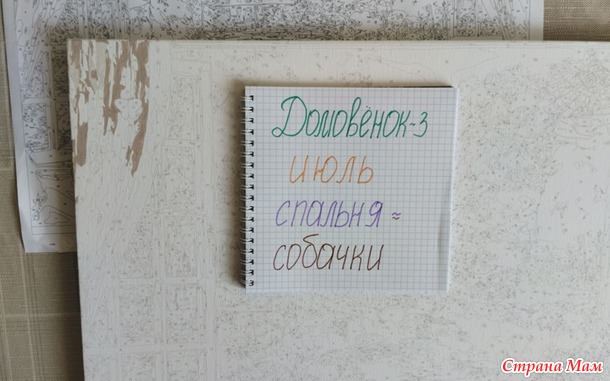 Домовёнок-3
июль
спальня ≈
собачки
Страна Мам